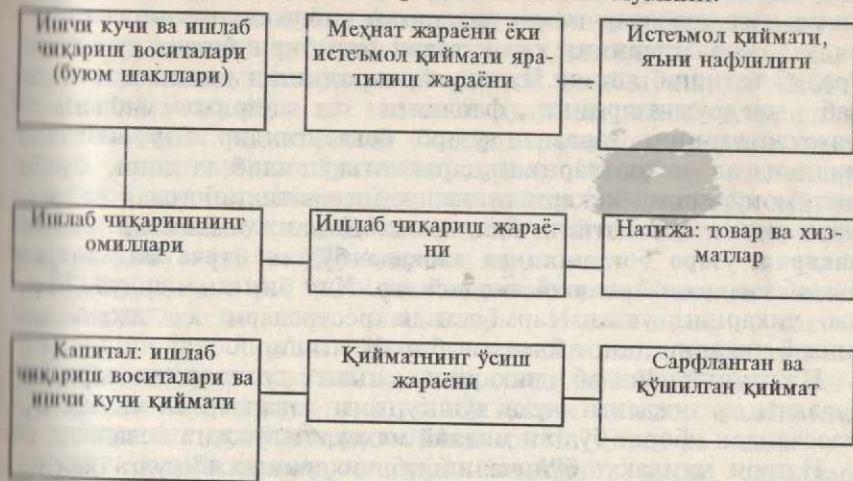 Ишчи кучи ва ишлаб
чиқариш воситалари
(буюм шакллари)
Меҳнат жараёни ёки
истеъмол қиймати яра-
тилиш жараёни
Истеъмол қиймати
яъни нафлилиги
Ишлаб чиқаришнинг
омиллари
Ишлаб чиқариш жараё-
ни
Натижа: товар ва хиз-
матлар
Капитал: ишлаб
чиқариш воситалари ва
ишчи кучи қиймати
Қийматнинг ўсиш
жараёни
Сарфланган ва
қўшилган қиймат